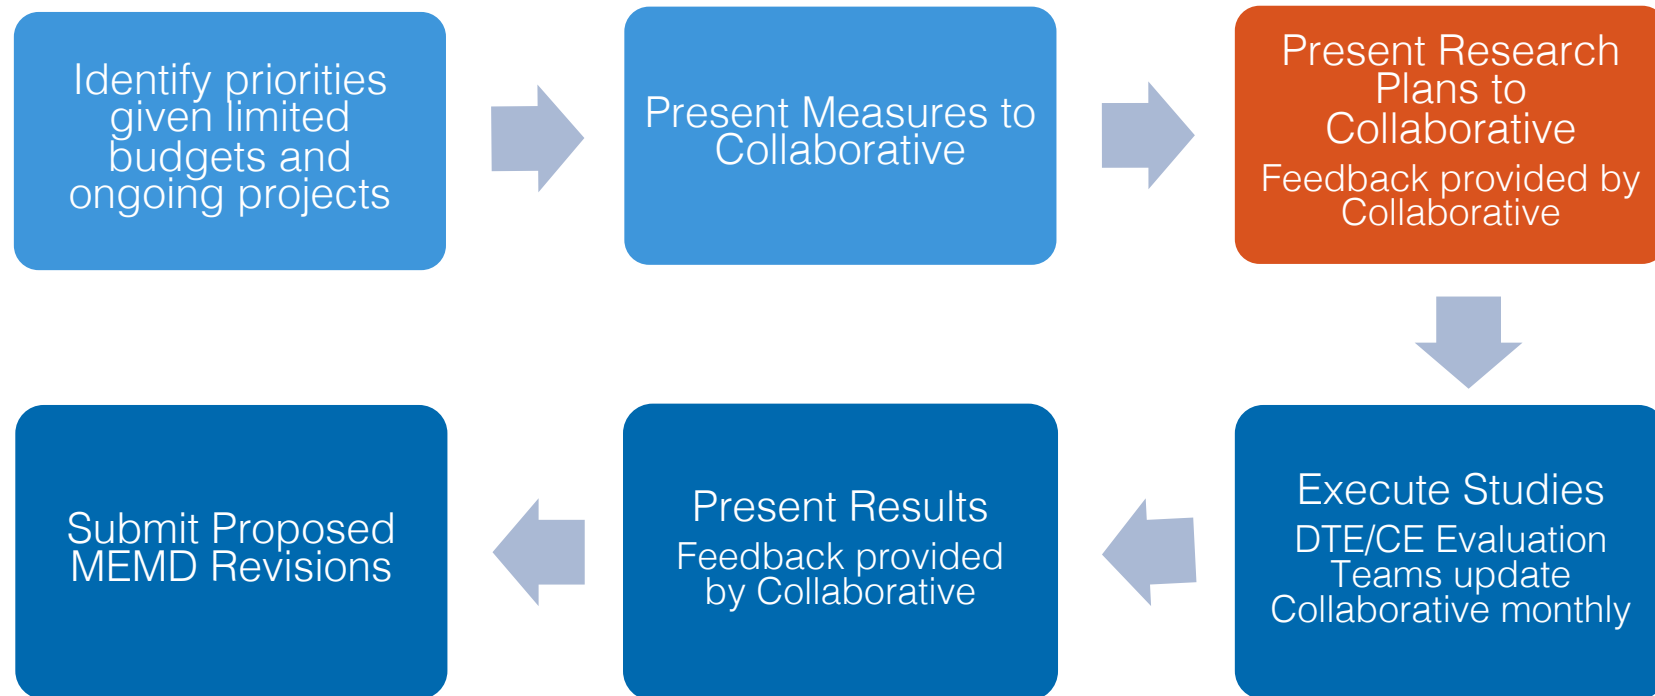 Identify priorities
given limited
budgets and
ongoing projects
Present Measures to
Collaborative
Present Research
Plans to
Collaborative
Feedback provided by
Collaborative
Execute Studies
DTE/CE Evaluation
Teams update
Collaborative monthly
Present Results
Feedback provided
by Collaborative
Submit Proposed
MEMD Revisions